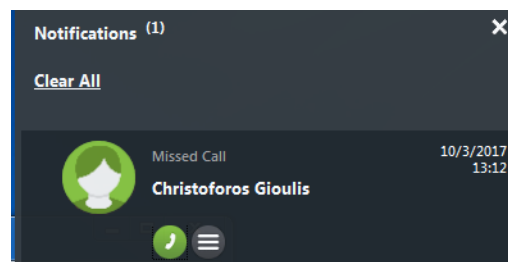 Notifications (1)
Clear All
Missed Call
10/3/2017
13:12
Christoforos Gioulis